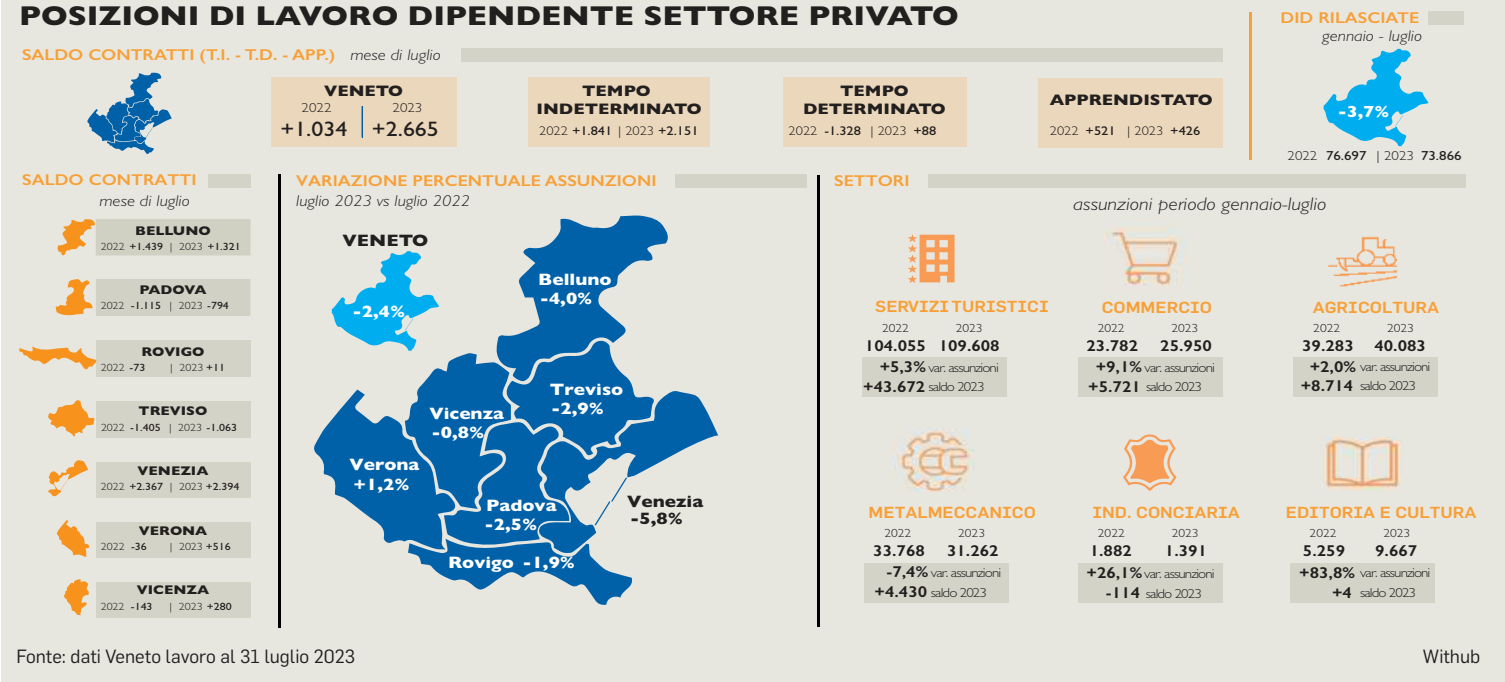 POSIZIONI DI LAVORO DIPENDENTE SETTORE PRIVATO
SALDO CONTRATTI (T.I. - T.D. - APP.) mese di luglio
VENETO
2022 | 2023
+1.034 | +2.665
TEMPO
INDETERMINATO
2022 +1.841 | 2023 +2.151
TEMPO
DETERMINATO
2022 -1.328 | 2023 +88
APPRENDISTATO
2022 +521 | 2023 +426
DID RILASCIATE
gennaio - luglio
-3,7%
2022 76.697 | 2023 73.866
SALDO CONTRATTI
mese di luglio
BELLUNO
2022 +1.439 | 2023 +1.321
PADOVA
2022 -1.115 | 2023 -794
ROVIGO
2022 -73 | 2023 +11
TREVISO
2022 -1.405 | 2023 -1.063
VENEZIA
2022 +2.367 | 2023 +2.394
VERONA
2022 -36 | 2023 +516
VICENZA
2022 -143 | 2023 +280
VARIAZIONE PERCENTUALE ASSUNZIONI
luglio 2023 vs luglio 2022
VENETO
-2,4%
Belluno
-4,0%
Treviso
-2,9%
Vicenza
-0,8%
Verona
+1,2%
Padova
-2,5%
Venezia
-5,8%
Rovigo -1,9%
SETTORI
assunzioni periodo gennaio-luglio
SERVIZI TURISTICI
2022 2023
104.055 109.608
+5,3% var. assunzioni
+43.672 saldo 2023
COMMERCIO
2022 2023
23.782 25.950
+9,1% var. assunzioni
+5.721 saldo 2023
AGRICOLTURA
2022 2023
39.283 40.083
+2,0% var. assunzioni
+8.714 saldo 2023
METALMECCANICO
2022 2023
33.768 31.262
-7,4% var. assunzioni
+4.430 saldo 2023
IND. CONCIARIA
2022 2023
1.882 1.391
+26,1% var. assunzioni
-114 saldo 2023
EDITORIA E CULTURA
2022 2023
5.259 9.667
+83,8% var. assunzioni
+4 saldo 2023
Fonte: dati Veneto lavoro al 31 luglio 2023
Withub